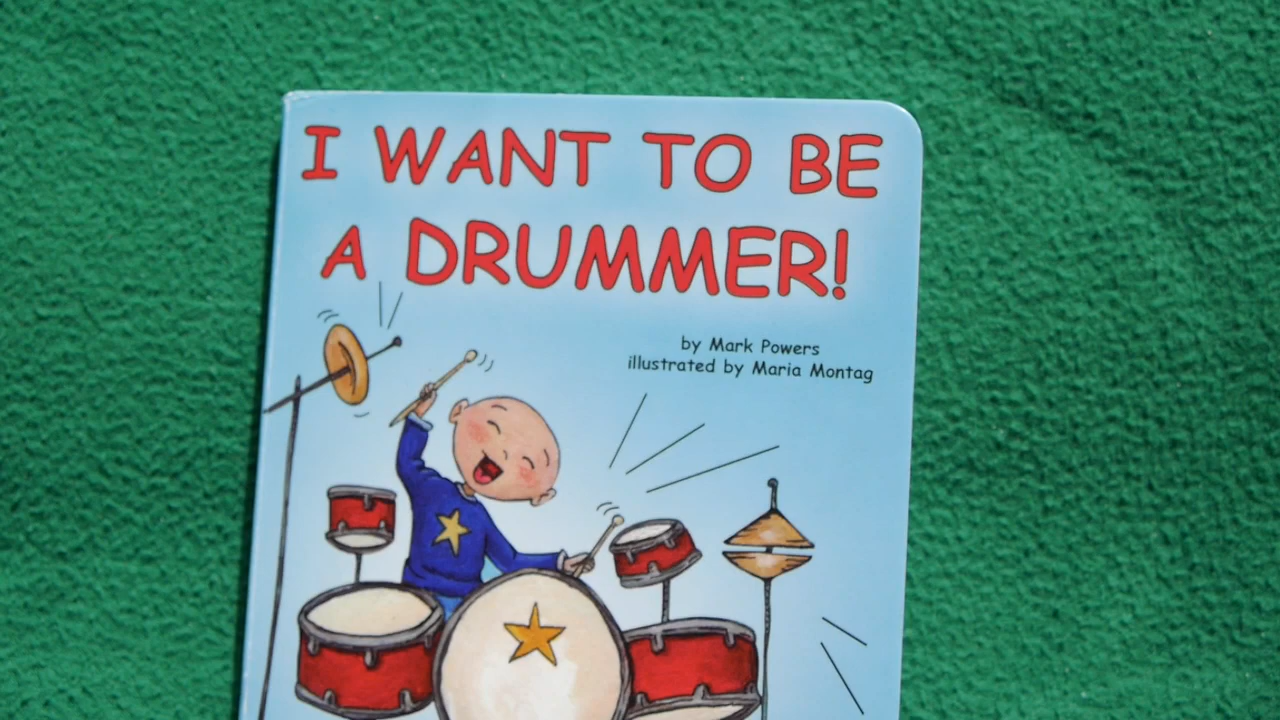 I WANT TO BE
A DRUMMER!
by Mark Powers
illustrated by Maria Montag